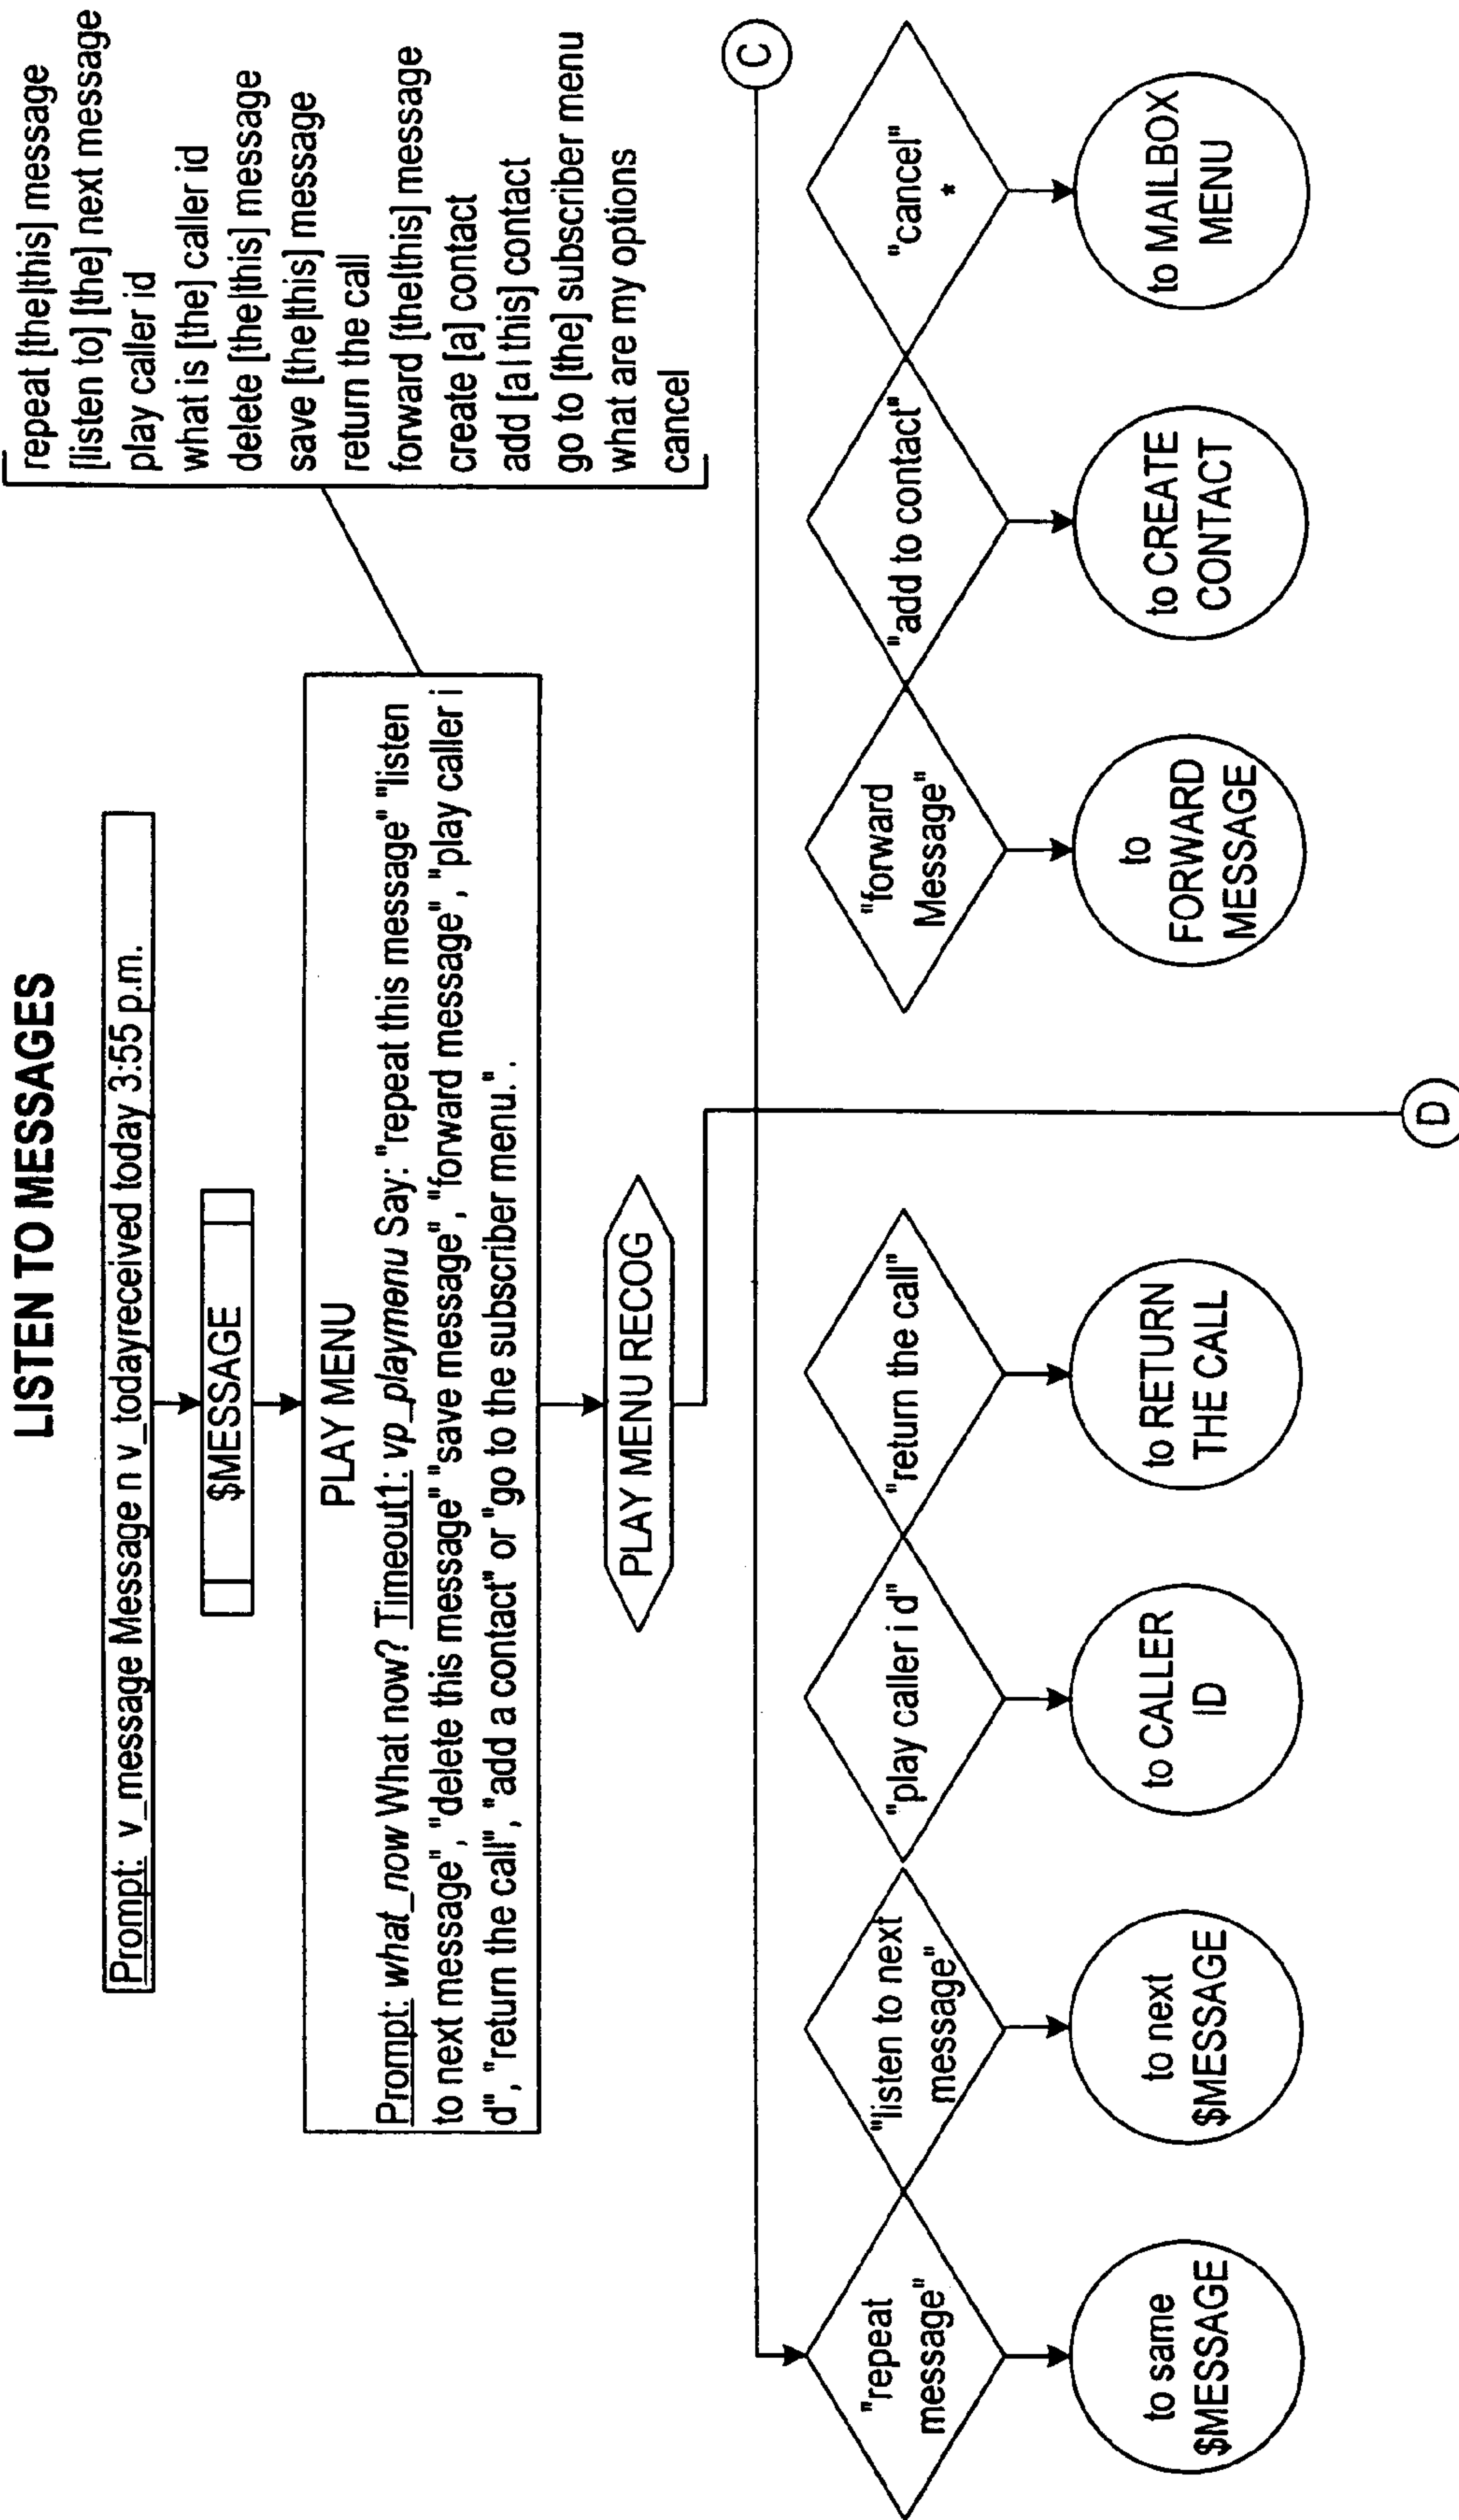 LISTEN TO MESSAGES
Prompt: v_message Message n v_todayreceived today 3:55 p.m.
$MESSAGE
PLAY MENU
Prompt: what_now What now? Timeout1: vp_playmenu Say: "repeat this message" "listen
to next message", "delete this message" "save message", "forward message", "play caller i
d", "return the call", "add a contact" or "go to the subscriber menu." .
repeat [the|this] message
[listen to] [the] next message
play caller id
what is [the] caller id
delete [the|this] message
save [the|this] message
return the call
forward [the|this] message
create [a] contact
add [a|this] contact
go to [the] subscriber menu
what are my options
cancel
PLAY MENU RECOG
C
"repeat
message"
"listen to next
message"
"play caller i d"
"return the call"
"forward
Message"
"add to contact"
"cancel"
*
to same
$MESSAGE
to next
$MESSAGE
to CALLER
ID
to RETURN
THE CALL
to
FORWARD
MESSAGE
to CREATE
CONTACT
to MAILBOX
MENU
D